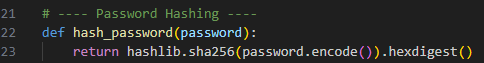 21 # ---- Password Hashing ----
22 def hash_password(password):
23     return hashlib.sha256(password.encode()).hexdigest()